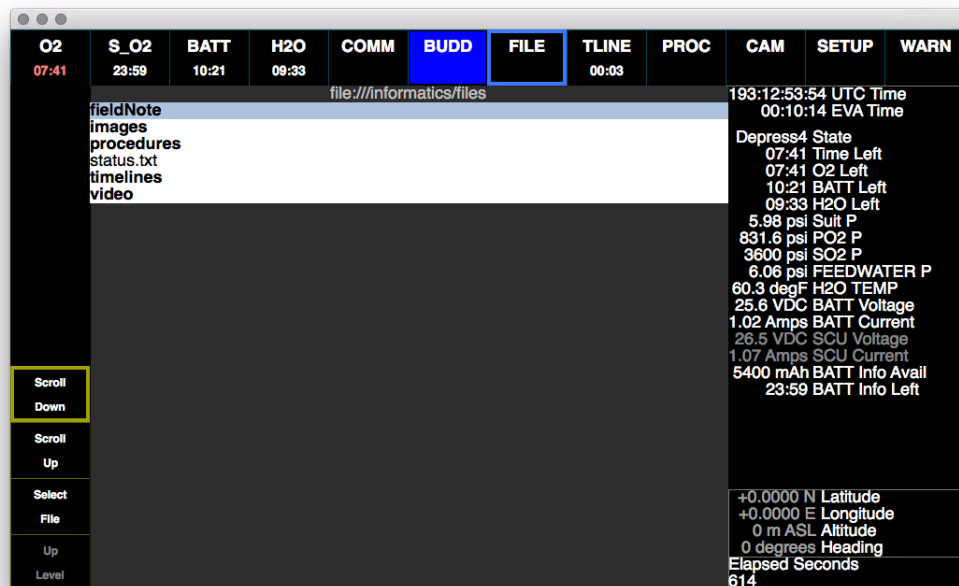 O2 S_O2 BATT H2O COMM BUDD FILE TLINE PROC CAM SETUP WARN
07:41 23:59 10:21 09:33 00:03
file:///informatics/files
fieldNote
images
procedures
status.txt
timelines
video
Scroll
Down
Scroll
Up
Select
File
Up
Level
193:12:53:54 UTC Time
00:10:14 EVA Time
Depress4 State
07:41 Time Left
07:41 O2 Left
10:21 BATT Left
09:33 H2O Left
5.98 psi Suit P
831.6 psi PO2 P
3600 psi SO2 P
6.06 psi FEEDWATER P
60.3 degF H2O TEMP
25.6 VDC BATT Voltage
1.02 Amps BATT Current
26.5 VDC SCU Voltage
1.07 Amps SCU Current
5400 mAh BATT Info Avail
23:59 BATT Info Left
+0.0000 N Latitude
+0.0000 E Longitude
0 m ASL Altitude
0 degrees Heading
Elapsed Seconds
614